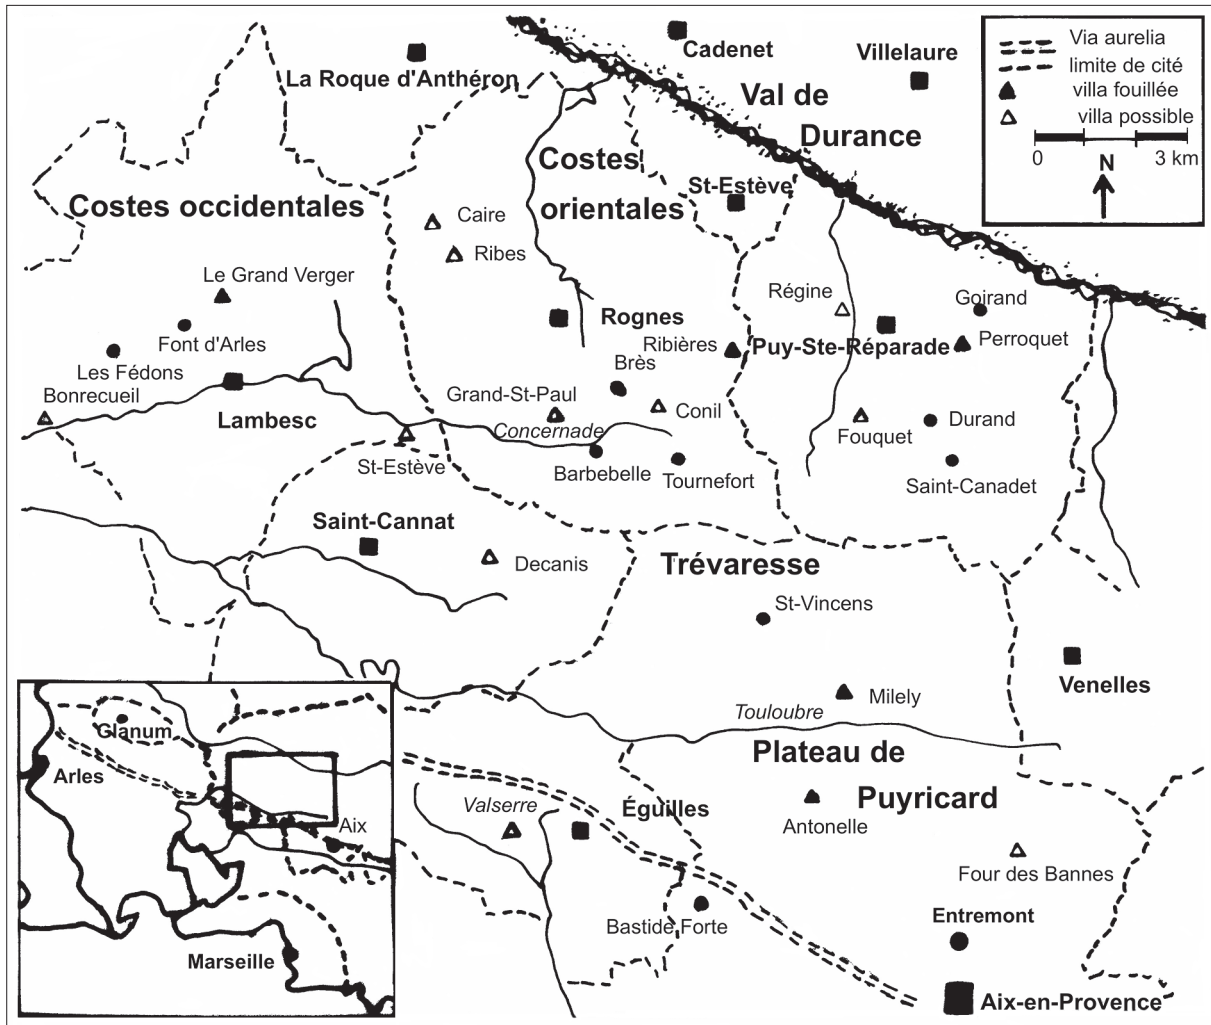 Cadenet
Villelaure
La Roque d'Anthéron
Val de
Durance
Via aurelia
limite de cité
villa fouillée
villa possible
0
3 km
N
Costes
orientales
St-Estève
Costes occidentales
Caire
Ribes
Le Grand Verger
Font d'Arles
Les Fédons
Bonrecueil
Lambesc
Rognes
Régine
Goirand
Ribières
Puy-Ste-Réparade
Perroquet
Brès
Grand-St-Paul
Conil
Concernade
Fouquet
Durand
St-Estève
Barbebelle
Tournefort
Saint-Canadet
Saint-Cannat
Decanis
Trévaresse
St-Vincens
Venelles
Milely
Touloubre
Plateau de
Puyricard
Glanum
Arles
Aix
Marseille
Valserre
Éguilles
Antonelle
Four des Bannes
Bastide Forte
Entremont
Aix-en-Provence